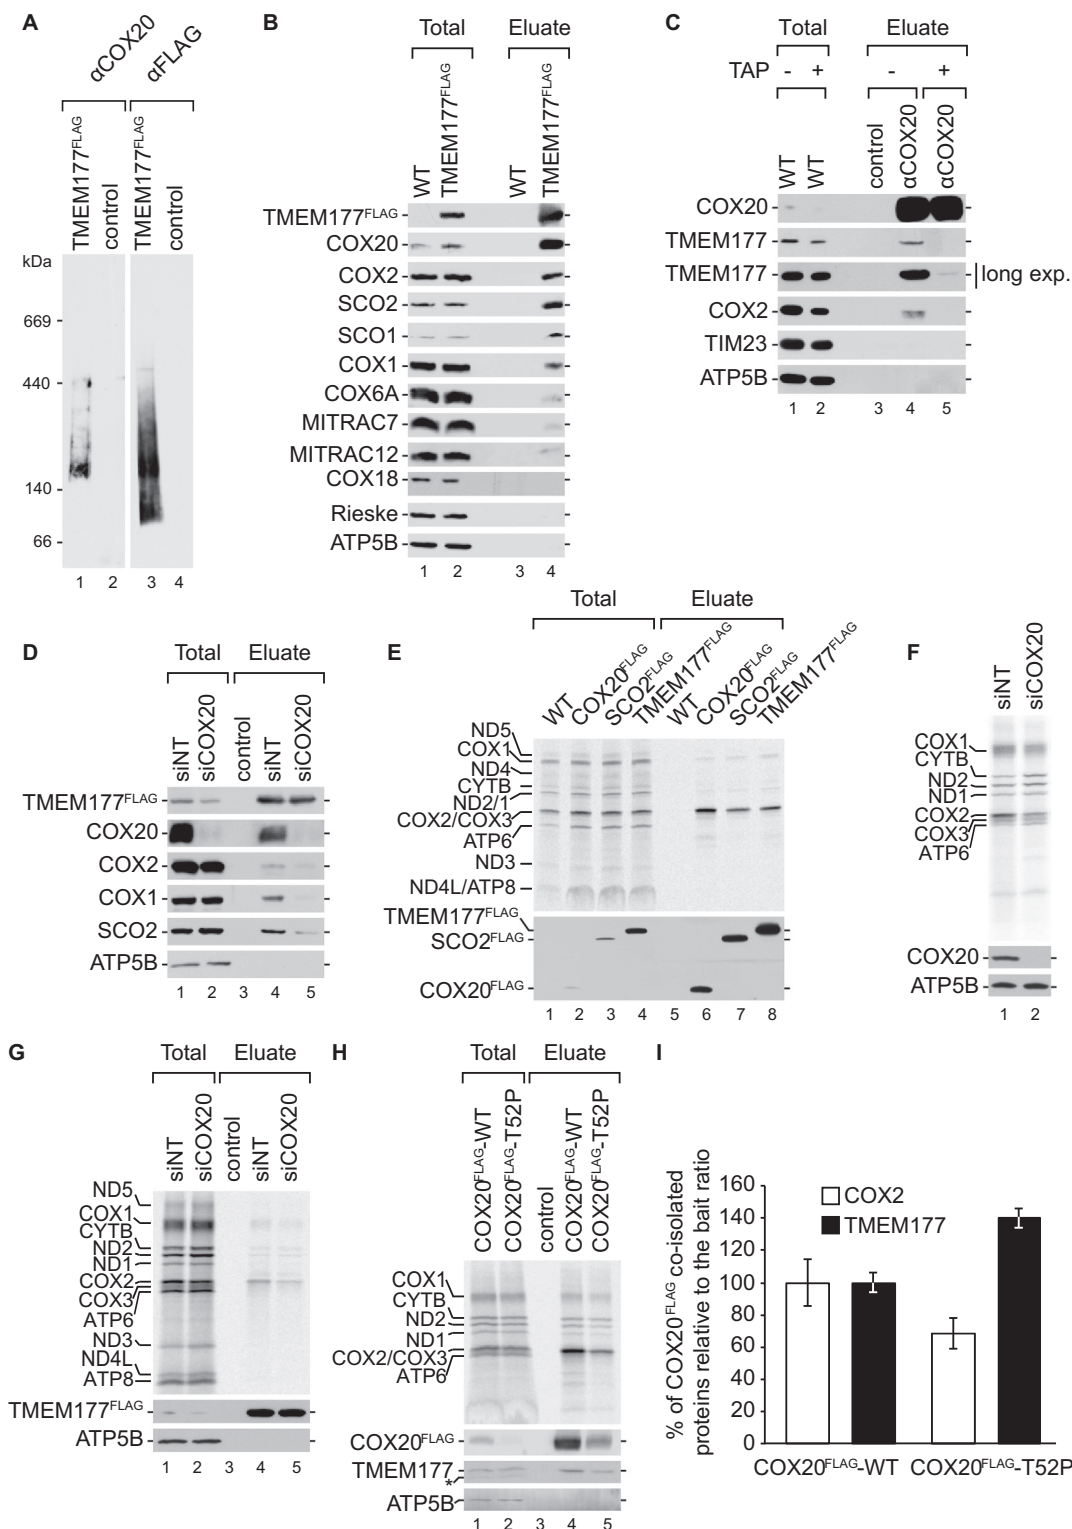 A
αCOX20
αFLAG
TMEM177FLAG
control
TMEM177FLAG
control
kDa
669
440
140
66
1 2 3 4
B
Total Eluate
WT
TMEM177FLAG
WT
TMEM177FLAG
TMEM177FLAG
COX20
COX2
SCO2
SCO1
COX1
COX6A
MITRAC7
MITRAC12
COX18
Rieske
ATP5B
1 2 3 4
C
Total Eluate
TAP - + - +
WT
WT
control
αCOX20
αCOX20
COX20
TMEM177
TMEM177 long exp.
COX2
TIM23
ATP5B
1 2 3 4 5
D
Total Eluate
siNT
siCOX20
control
siNT
siCOX20
TMEM177FLAG
COX20
COX2
COX1
SCO2
ATP5B
1 2 3 4 5
E
Total Eluate
WT
COX20FLAG
SCO2FLAG
TMEM177FLAG
WT
COX20FLAG
SCO2FLAG
TMEM177FLAG
ND5
COX1
ND4
CYTB
ND2/1
COX2/COX3
ATP6
ND3
ND4L/ATP8
TMEM177FLAG
SCO2FLAG
COX20FLAG
1 2 3 4 5 6 7 8
F
siNT
siCOX20
COX1
CYTB
ND2
ND1
COX2
COX3
ATP6
COX20
ATP5B
1 2
G
Total Eluate
siNT
siCOX20
control
siNT
siCOX20
ND5
COX1
CYTB
ND2
ND1
COX2
COX3
ATP6
ND3
ND4L
ATP8
TMEM177FLAG
ATP5B
1 2 3 4 5
H
Total Eluate
COX20FLAG-WT
COX20FLAG-T52P
control
COX20FLAG-WT
COX20FLAG-T52P
COX1
CYTB
ND2
ND1
COX2/COX3
ATP6
COX20FLAG
TMEM177
*
ATP5B
1 2 3 4 5
I
% of COX20FLAG co-isolated
proteins relative to the bait ratio
160
140
120
100
80
60
40
20
0
COX2
TMEM177
COX20FLAG-WT COX20FLAG-T52P